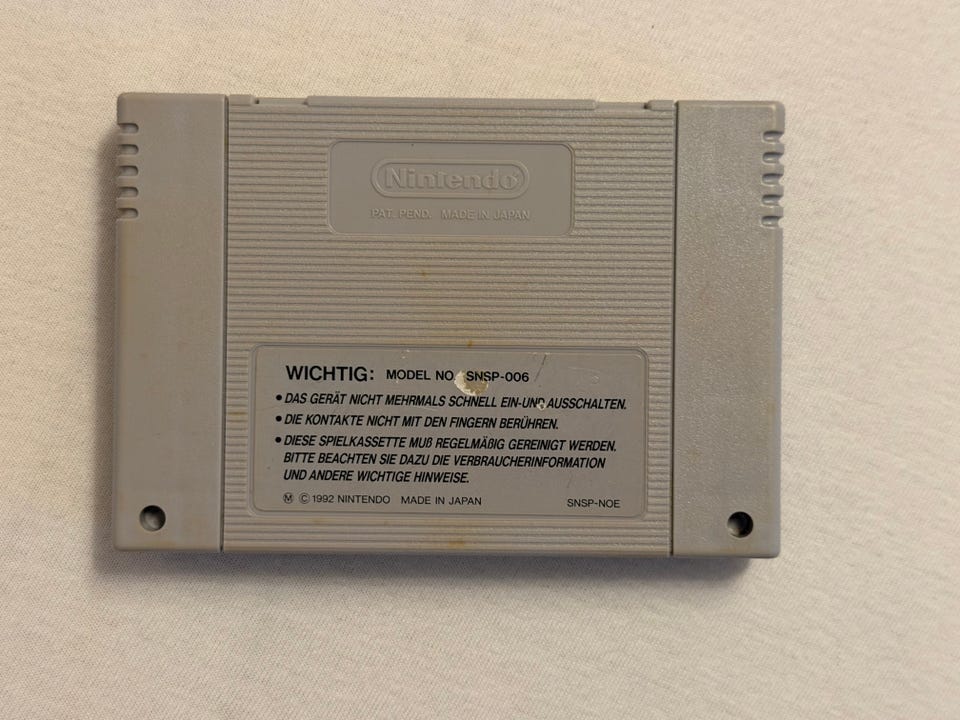 Nintendo®
PAT. PEND. MADE IN JAPAN
WICHTIG: MODEL NO. SNSP-006
• DAS GERÄT NICHT MEHRMALS SCHNELL EIN-UND AUSSCHALTEN.
• DIE KONTAKTE NICHT MIT DEN FINGERN BERÜHREN.
• DIESE SPIELKASSETTE MUß REGELMÄßIG GEREINIGT WERDEN.
BITTE BEACHTEN SIE DAZU DIE VERBRAUCHERINFORMATION
UND ANDERE WICHTIGE HINWEISE.
Ⓜ © 1992 NINTENDO MADE IN JAPAN SNSP-NOE